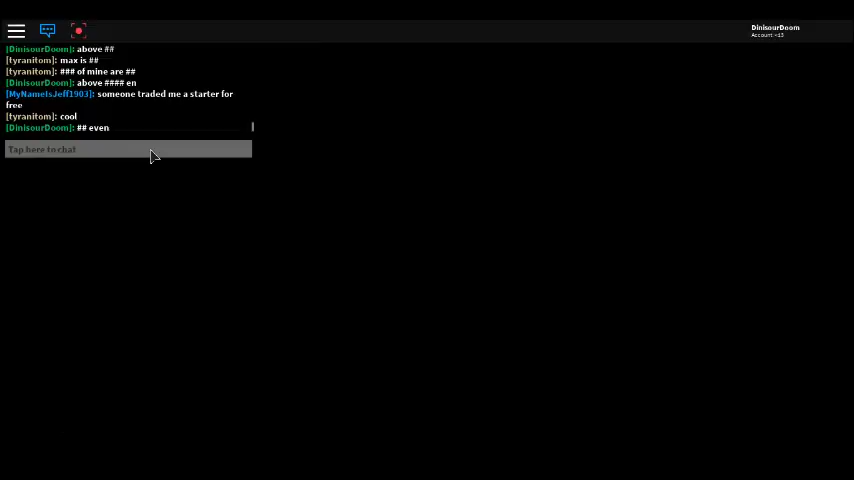 DinisourDoom
Account: <13
[DinisourDoom]: above ##
[tyranitom]: max is ##
[tyranitom]: ### of mine are ##
[DinisourDoom]: above #### en
[MyNameIsJeff1903]: someone traded me a starter for
free
[tyranitom]: cool
[DinisourDoom]: ## even
Tap here to chat